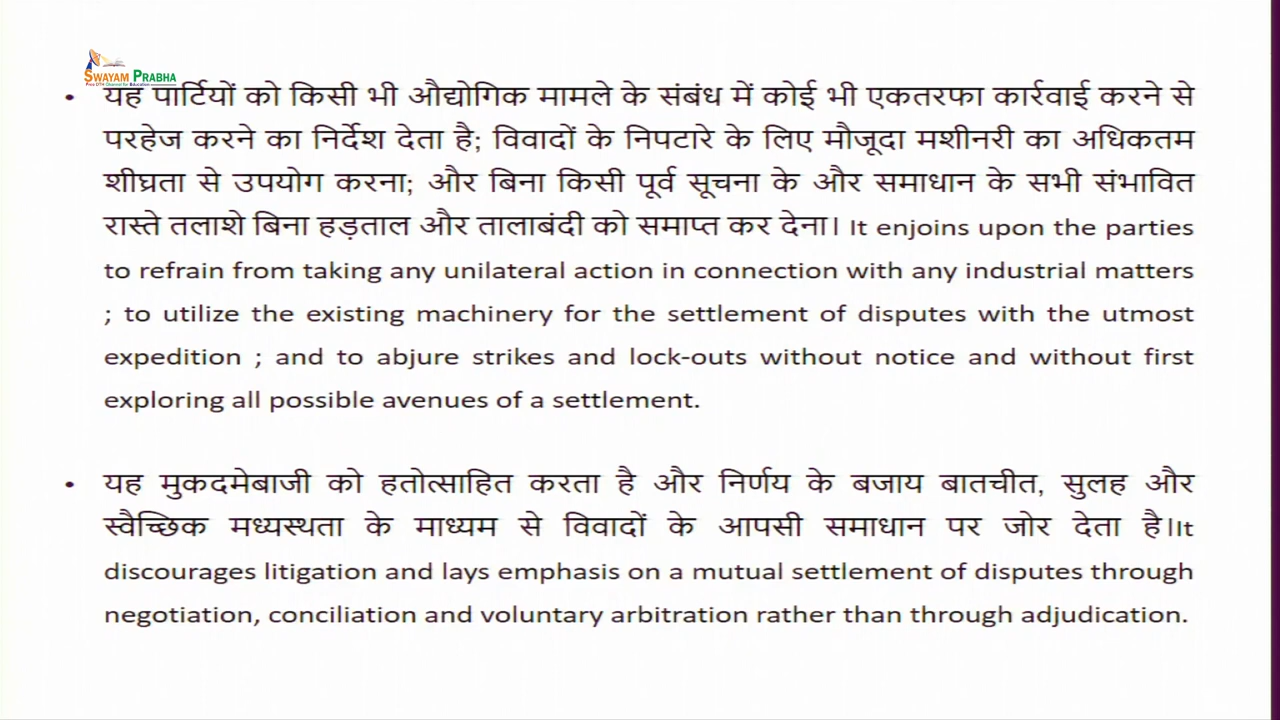 SWAYAM PRABHA
Free DTH Channel for Education
• यह पार्टियों को किसी भी औद्योगिक मामले के संबंध में कोई भी एकतरफा कार्रवाई करने से
परहेज करने का निर्देश देता है; विवादों के निपटारे के लिए मौजूदा मशीनरी का अधिकतम
शीघ्रता से उपयोग करना; और बिना किसी पूर्व सूचना के और समाधान के सभी संभावित
रास्ते तलाशे बिना हड़ताल और तालाबंदी को समाप्त कर देना। It enjoins upon the parties
to refrain from taking any unilateral action in connection with any industrial matters
; to utilize the existing machinery for the settlement of disputes with the utmost
expedition ; and to abjure strikes and lock-outs without notice and without first
exploring all possible avenues of a settlement.
• यह मुकदमेबाजी को हतोत्साहित करता है और निर्णय के बजाय बातचीत, सुलह और
स्वैच्छिक मध्यस्थता के माध्यम से विवादों के आपसी समाधान पर जोर देता है।It
discourages litigation and lays emphasis on a mutual settlement of disputes through
negotiation, conciliation and voluntary arbitration rather than through adjudication.